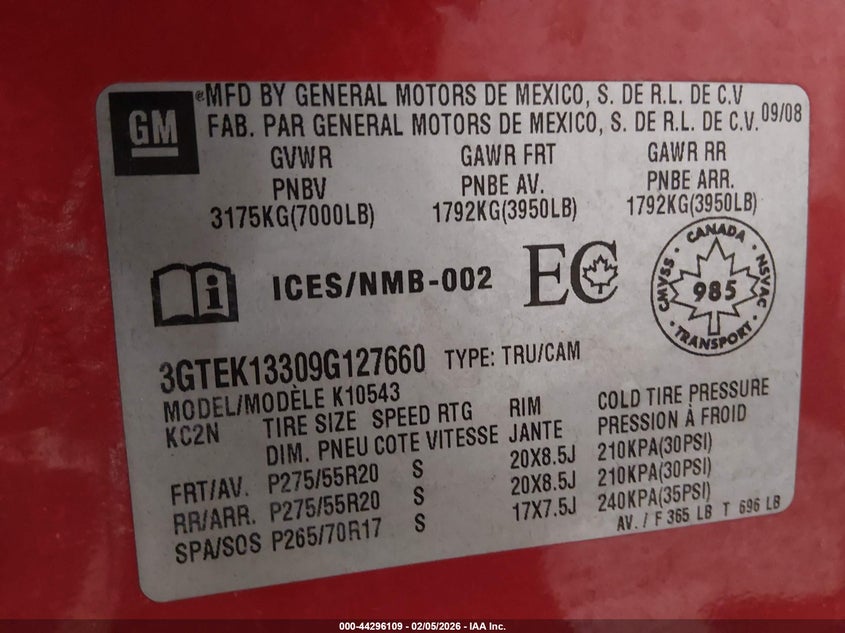 GM
®MFD BY GENERAL MOTORS DE MEXICO, S. DE R.L. DE C.V
FAB. PAR GENERAL MOTORS DE MEXICO, S. DE R.L. DE C.V. 09/08
GVWR GAWR FRT GAWR RR
PNBV PNBE AV. PNBE ARR.
3175KG(7000LB) 1792KG(3950LB) 1792KG(3950LB)
i ICES/NMB-002 EC
CANADA
CMVSS 985 NSVAC
TRANSPORT
3GTEK13309G127660 TYPE: TRU/CAM
MODEL/MODÈLE K10543
KC2N TIRE SIZE SPEED RTG RIM COLD TIRE PRESSURE
DIM. PNEU COTE VITESSE JANTE PRESSION À FROID
FRT/AV. P275/55R20 S 20X8.5J 210KPA(30PSI)
RR/ARR. P275/55R20 S 20X8.5J 210KPA(30PSI)
SPA/SOS P265/70R17 S 17X7.5J 240KPA(35PSI)
AV. / F 365 LB T 696 LB
000-44296109 - 02/05/2026 - IAA Inc.